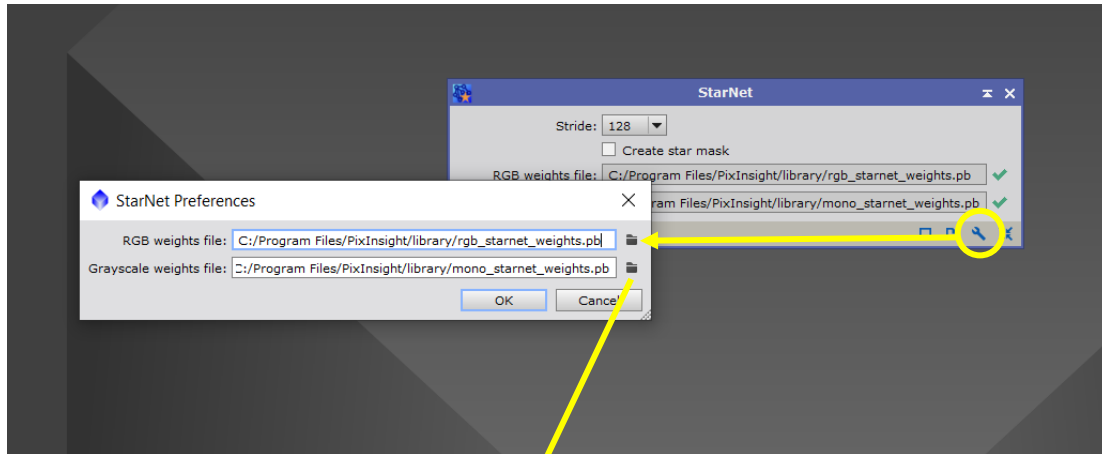 StarNet
Stride: 128
Create star mask
RGB weights file: C:/Program Files/PixInsight/library/rgb_starnet_weights.pb
ram Files/PixInsight/library/mono_starnet_weights.pb
StarNet Preferences
RGB weights file: C:/Program Files/PixInsight/library/rgb_starnet_weights.pb
Grayscale weights file: :/Program Files/PixInsight/library/mono_starnet_weights.pb
OK Cancel